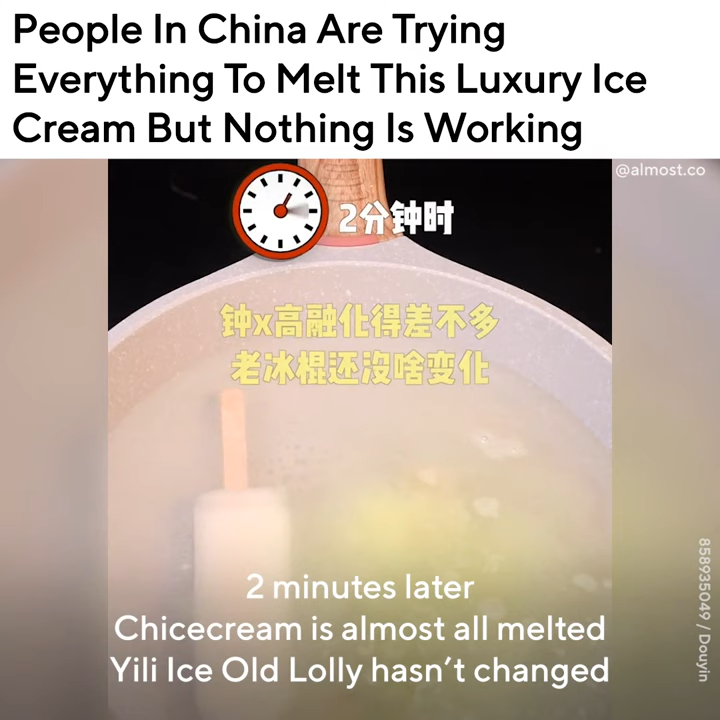 People In China Are Trying
Everything To Melt This Luxury Ice
Cream But Nothing Is Working
@almost.co
2分钟时
钟x高融化得差不多
老冰棍还没啥变化
2 minutes later
Chicecream is almost all melted
Yili Ice Old Lolly hasn't changed
858935049 / Douyin